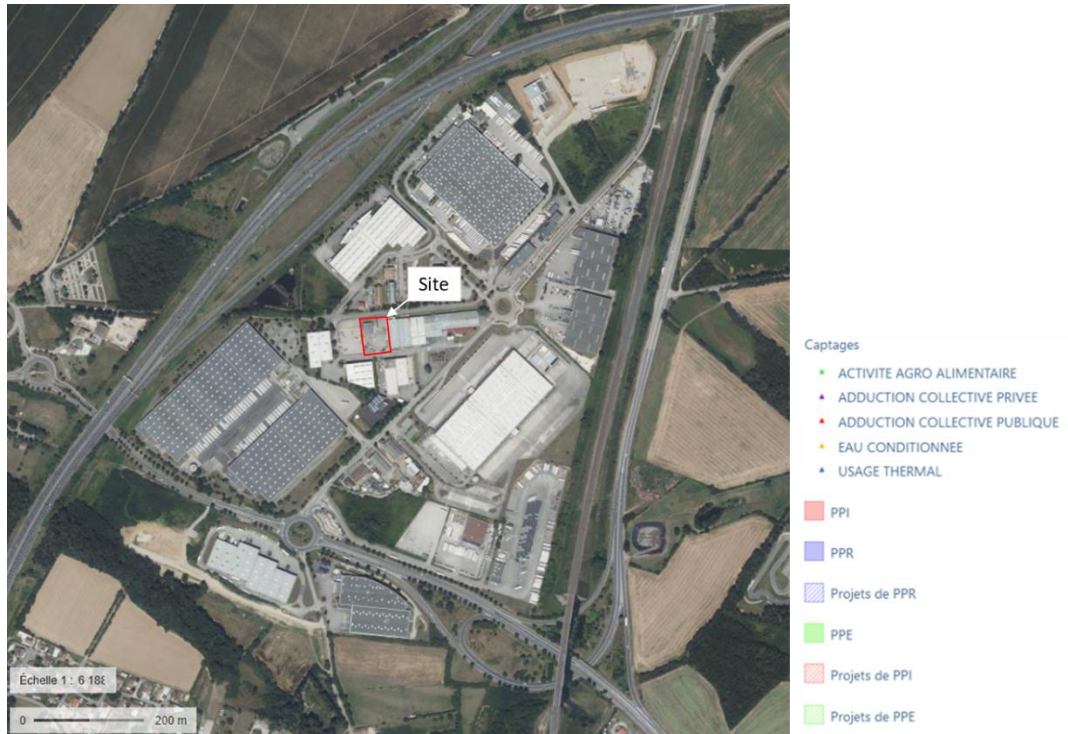 Site
Échelle 1 : 6 188
0 200 m
Captages
ACTIVITE AGRO ALIMENTAIRE
ADDUCTION COLLECTIVE PRIVEE
ADDUCTION COLLECTIVE PUBLIQUE
EAU CONDITIONNEE
USAGE THERMAL
PPI
PPR
Projets de PPR
PPE
Projets de PPI
Projets de PPE